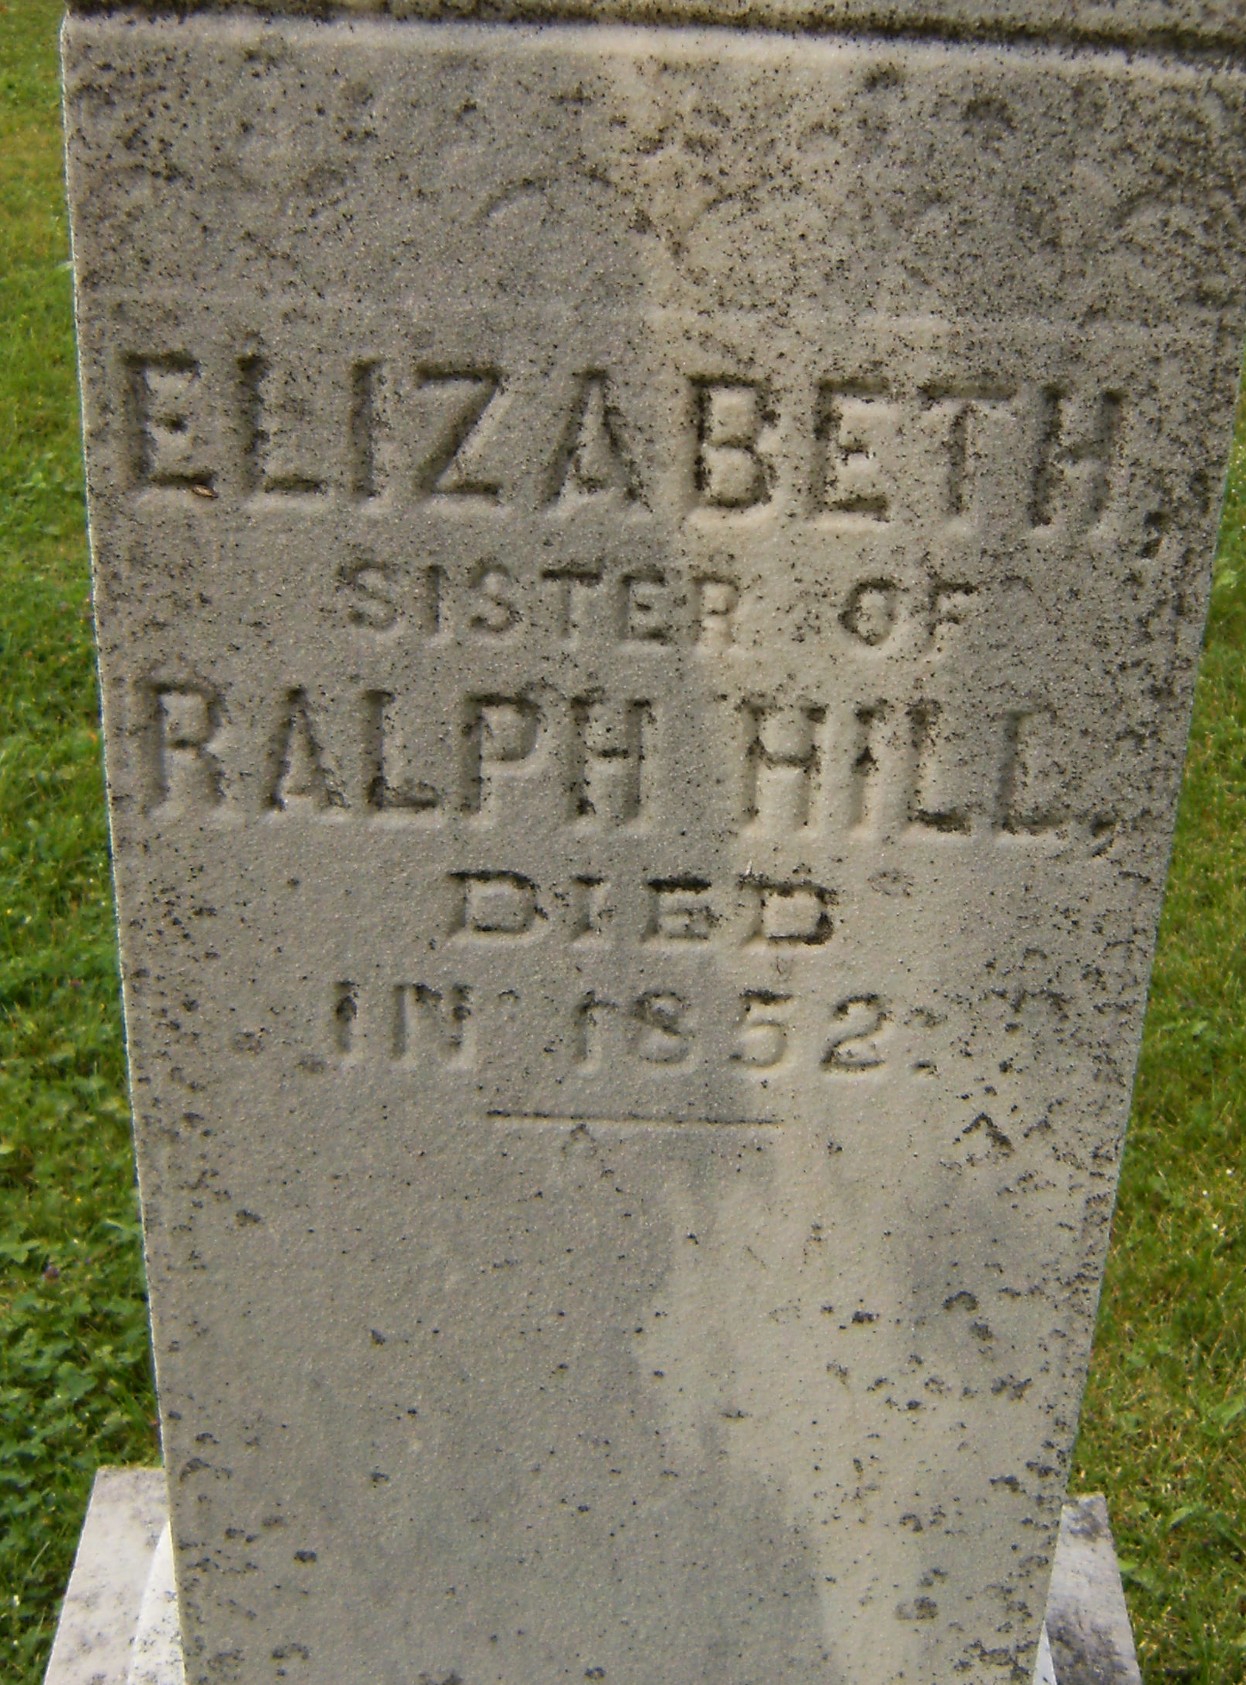 ELIZABETH,
SISTER OF
RALPH HILL,
DIED
IN 1852.